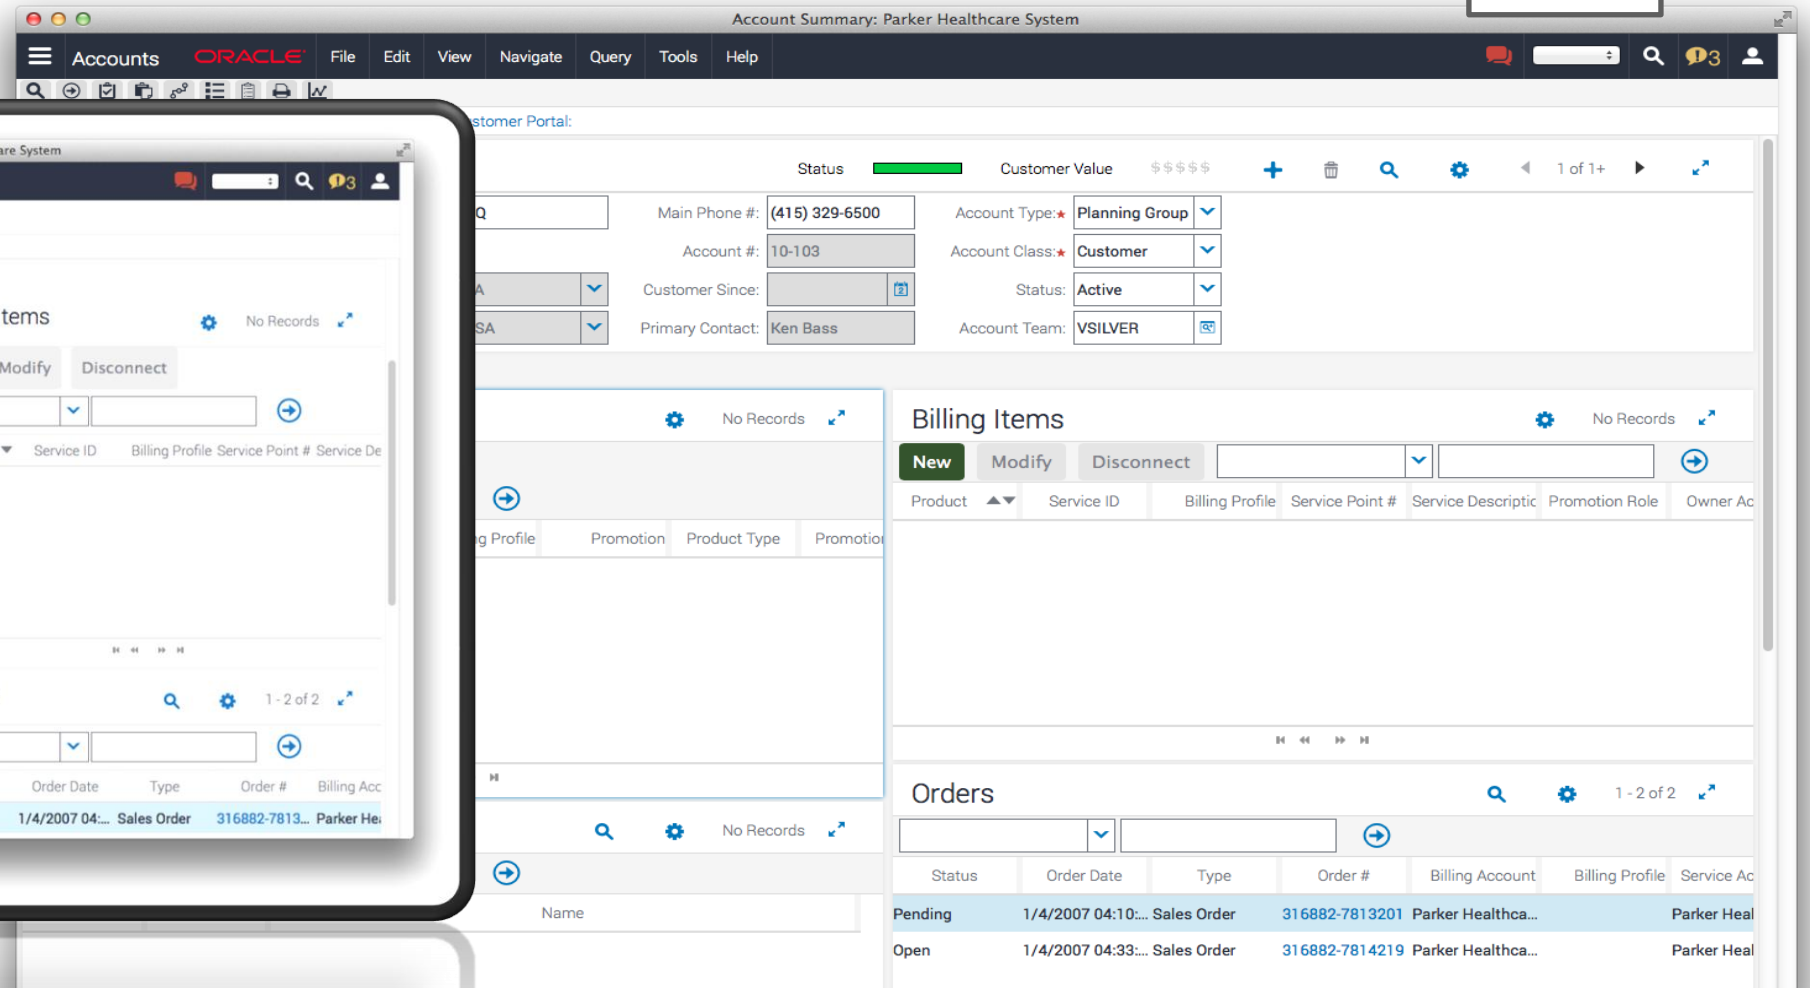 Account Summary: Parker Healthcare System
Accounts ORACLE File Edit View Navigate Query Tools Help 3
stomer Portal:
are System
3
Status Customer Value $$$$$ 1 of 1+
Q Main Phone #: (415) 329-6500 Account Type:★ Planning Group
Account #: 10-103 Account Class:★ Customer
A Customer Since: 2 Status: Active
SA Primary Contact: Ken Bass Account Team: VSILVER
tems No Records
Modify Disconnect
Service ID Billing Profile Service Point # Service De
1 - 2 of 2
Order Date Type Order # Billing Acc
1/4/2007 04:... Sales Order 316882-7813... Parker Hea
No Records
ng Profile Promotion Product Type Promotion
No Records
Name
Billing Items No Records
New Modify Disconnect
Product Service ID Billing Profile Service Point # Service Descriptic Promotion Role Owner Ac
Orders 1 - 2 of 2
Status Order Date Type Order # Billing Account Billing Profile Service Ac
Pending 1/4/2007 04:10:... Sales Order 316882-7813201 Parker Healthca... Parker Heal
Open 1/4/2007 04:33:... Sales Order 316882-7814219 Parker Healthca... Parker Heal